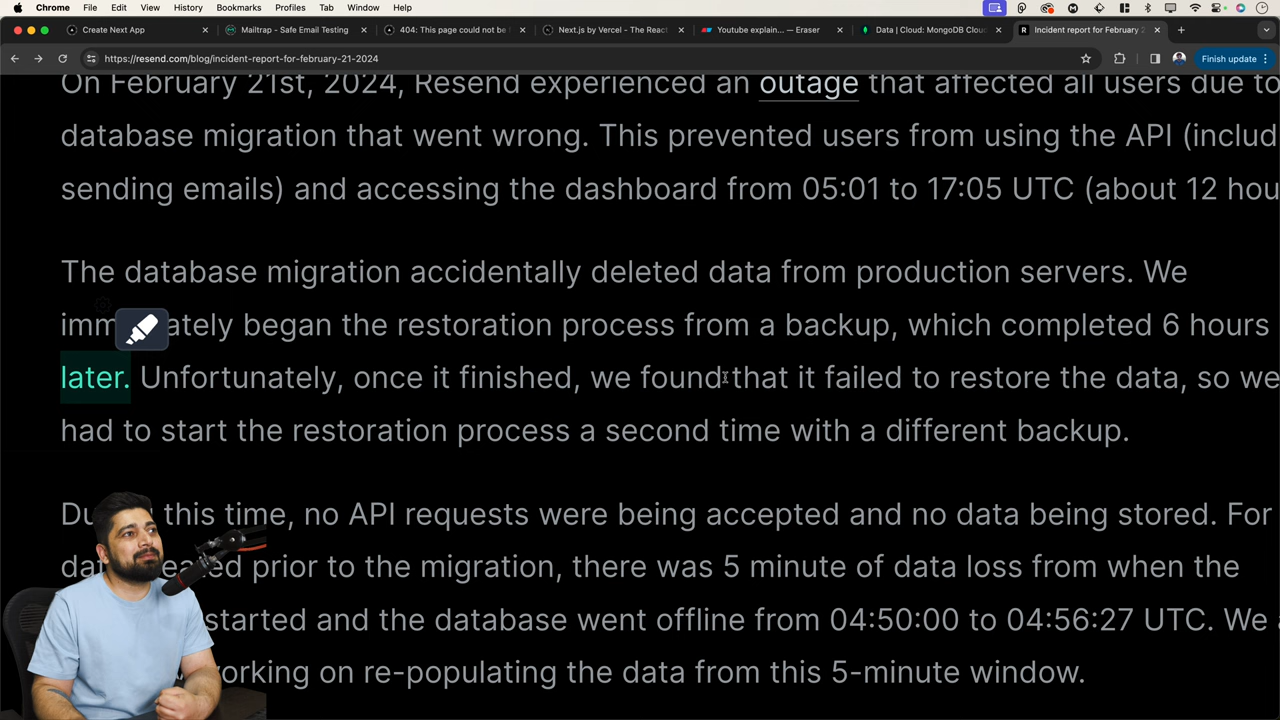 Chrome File Edit View History Bookmarks Profiles Tab Window Help
Create Next App Mailtrap - Safe Email Testing 404: This page could not be Next.js by Vercel - The React Youtube explain... — Eraser Data | Cloud: MongoDB Cloud Incident report for February 2
https://resend.com/blog/incident-report-for-february-21-2024 Finish update
On February 21st, 2024, Resend experienced an outage that affected all users due to
database migration that went wrong. This prevented users from using the API (includ
sending emails) and accessing the dashboard from 05:01 to 17:05 UTC (about 12 hou
The database migration accidentally deleted data from production servers. We
imm ately began the restoration process from a backup, which completed 6 hours
later. Unfortunately, once it finished, we found that it failed to restore the data, so we
had to start the restoration process a second time with a different backup.
Du this time, no API requests were being accepted and no data being stored. For
da ed prior to the migration, there was 5 minute of data loss from when the
started and the database went offline from 04:50:00 to 04:56:27 UTC. We
orking on re-populating the data from this 5-minute window.